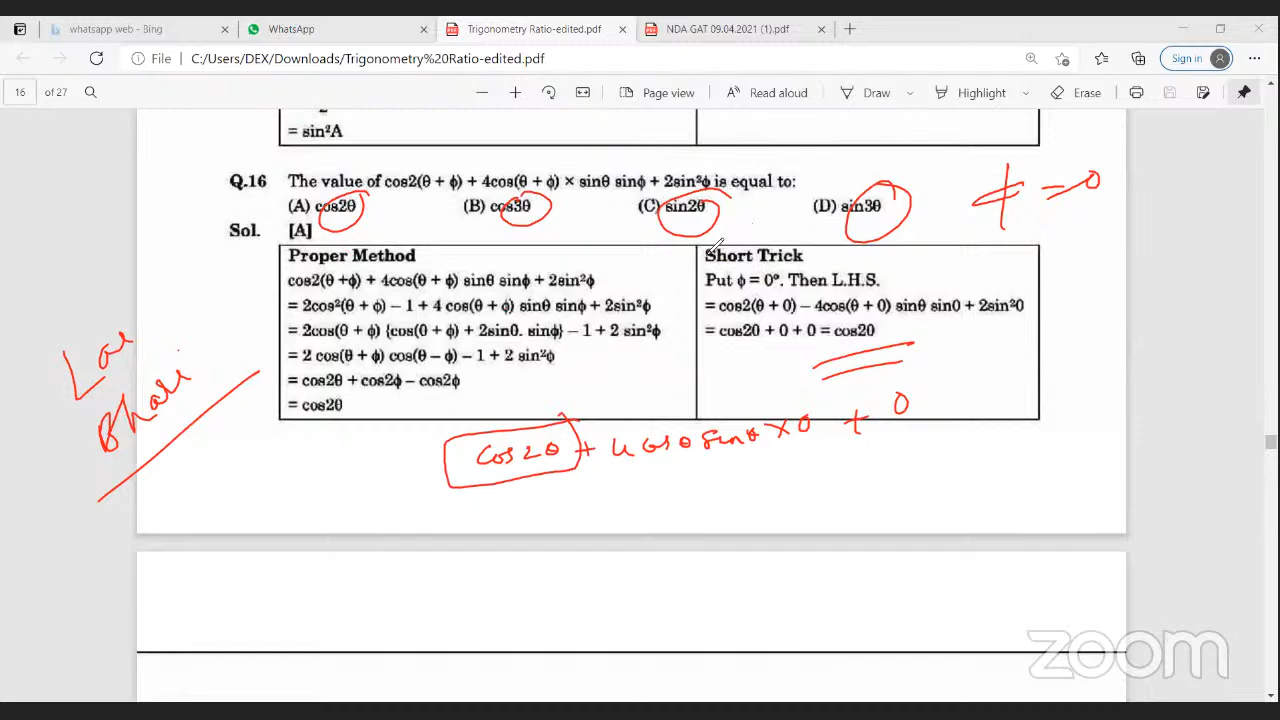 whatsapp web - Bing
WhatsApp
Trigonometry Ratio-edited.pdf
NDA GAT 09.04.2021 (1).pdf
File
C:/Users/DEX/Downloads/Trigonometry%20Ratio-edited.pdf
Sign in
16 of 27
Page view
Read aloud
Draw
Highlight
Erase
2
= sin²A
Q.16 The value of cos2(θ + ϕ) + 4cos(θ + ϕ) × sinθ sinϕ + 2sin²ϕ is equal to:
(A) cos2θ (B) cos3θ (C) sin2θ (D) sin3θ
ϕ = 0
Sol. [A]
Proper Method
cos2(θ +ϕ) + 4cos(θ + ϕ) sinθ sinϕ + 2sin²ϕ
= 2cos²(θ + ϕ) – 1 + 4 cos(θ + ϕ) sinθ sinϕ + 2sin²ϕ
= 2cos(θ + ϕ) {cos(θ + ϕ) + 2sinθ. sinϕ} – 1 + 2 sin²ϕ
= 2 cos(θ + ϕ) cos(θ – ϕ) – 1 + 2 sin²ϕ
= cos2θ + cos2ϕ – cos2ϕ
= cos2θ
Short Trick
Put ϕ = 0°. Then L.H.S.
= cos2(θ + 0) – 4cos(θ + 0) sinθ sin0 + 2sin²0
= cos2θ + 0 + 0 = cos2θ
Bhari
cos2θ + 4cosθ sinθ × 0 + 0
zoom